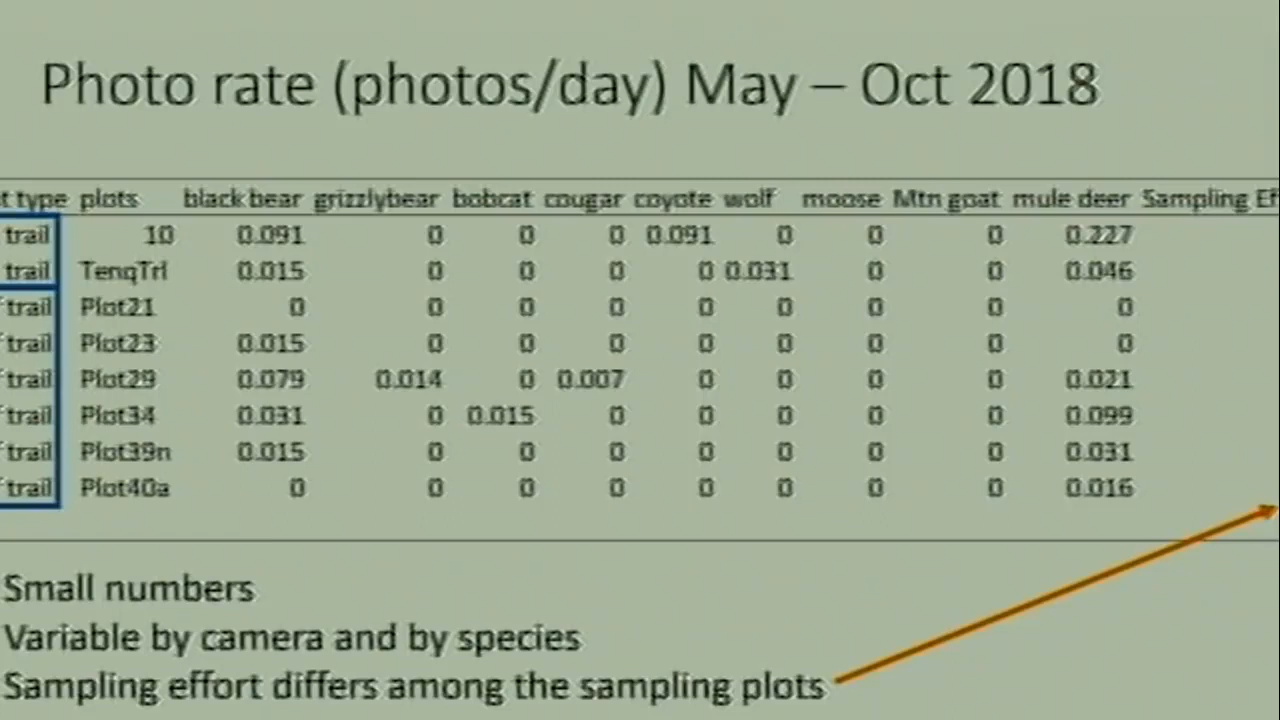 Photo rate (photos/day) May – Oct 2018
t type plots black bear grizzlybear bobcat cougar coyote wolf moose Mtn goat mule deer Sampling Ef
trail 10 0.091 0 0 0 0.091 0 0 0 0.227
trail TenqTrl 0.015 0 0 0 0 0.031 0 0 0.046
f trail Plot21 0 0 0 0 0 0 0 0 0
f trail Plot23 0.015 0 0 0 0 0 0 0 0
f trail Plot29 0.079 0.014 0 0.007 0 0 0 0 0.021
f trail Plot34 0.031 0 0.015 0 0 0 0 0 0.099
f trail Plot39n 0.015 0 0 0 0 0 0 0 0.031
f trail Plot40a 0 0 0 0 0 0 0 0 0.016
Small numbers
Variable by camera and by species
Sampling effort differs among the sampling plots